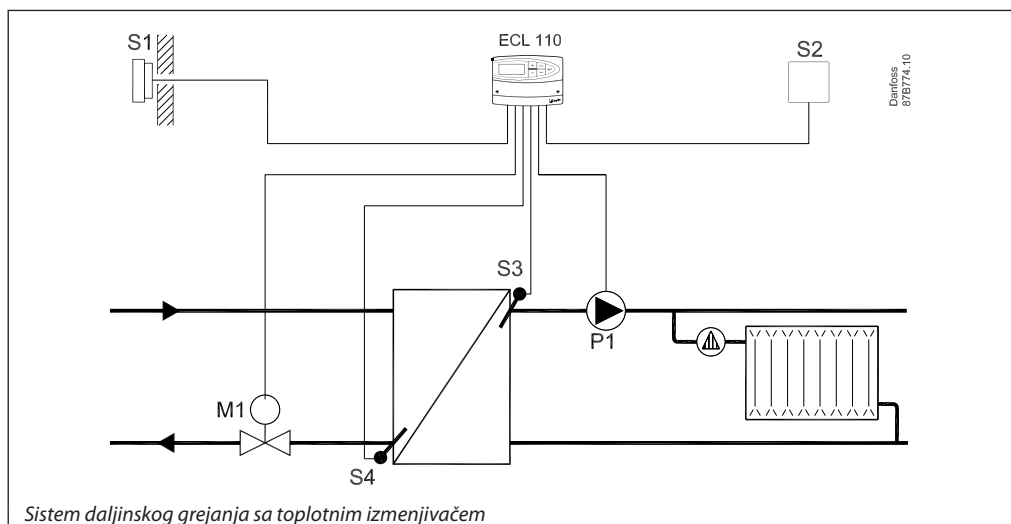 S1
ECL 110
S2
Danfoss
87B774.10
S3
P1
M1
S4
Sistem daljinskog grejanja sa toplotnim izmenjivačem